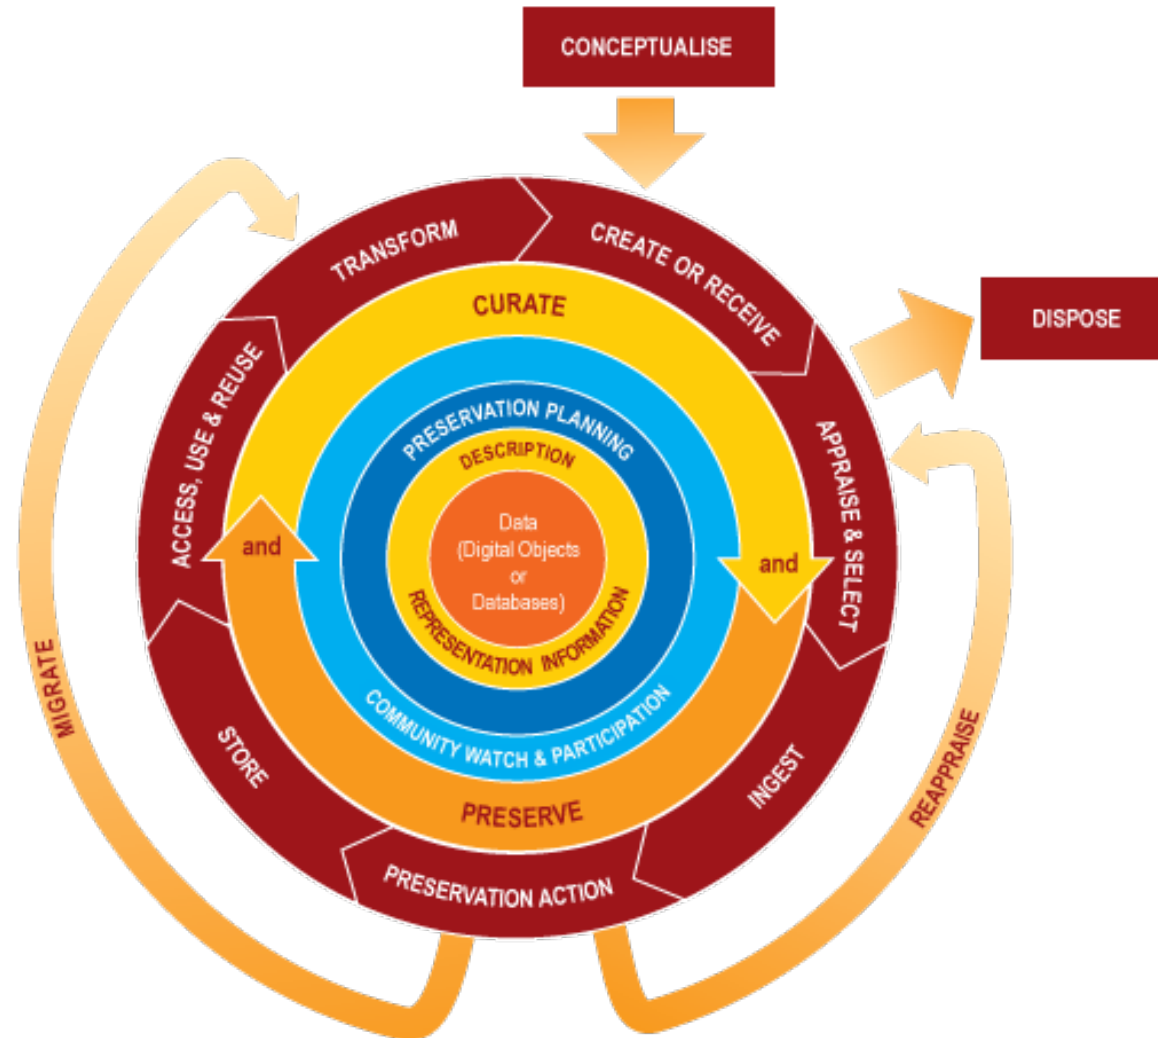 CONCEPTUALISE
CREATE OR RECEIVE
DISPOSE
APPRAISE & SELECT
REAPPRAISE
INGEST
PRESERVATION ACTION
STORE
MIGRATE
ACCESS, USE & REUSE
TRANSFORM
CURATE
and
PRESERVE
and
COMMUNITY WATCH & PARTICIPATION
PRESERVATION PLANNING
DESCRIPTION
REPRESENTATION INFORMATION
Data
(Digital Objects
or
Databases)